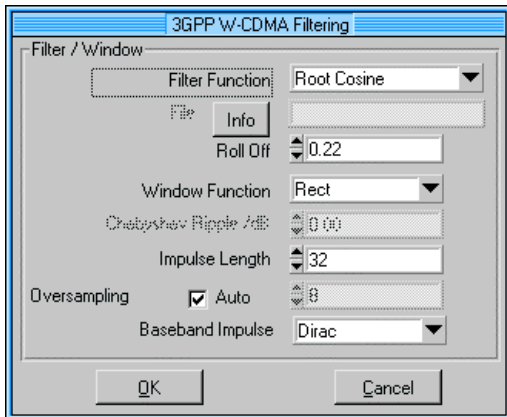 3GPP W-CDMA Filtering
Filter / Window
Filter Function Root Cosine
File Info
Roll Off 0.22
Window Function Rect
Chebyshev Ripple /dB 0.00
Impulse Length 32
Oversampling Auto 8
Baseband Impulse Dirac
OK Cancel